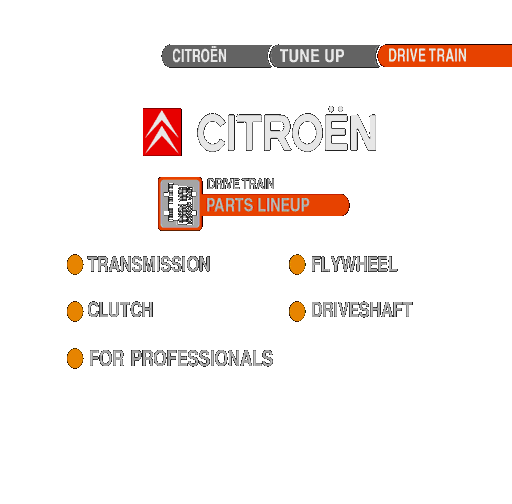 CITROËN TUNE UP DRIVE TRAIN
CITROËN
DRIVE TRAIN
PARTS LINEUP
TRANSMISSION FLYWHEEL
CLUTCH DRIVESHAFT
FOR PROFESSIONALS